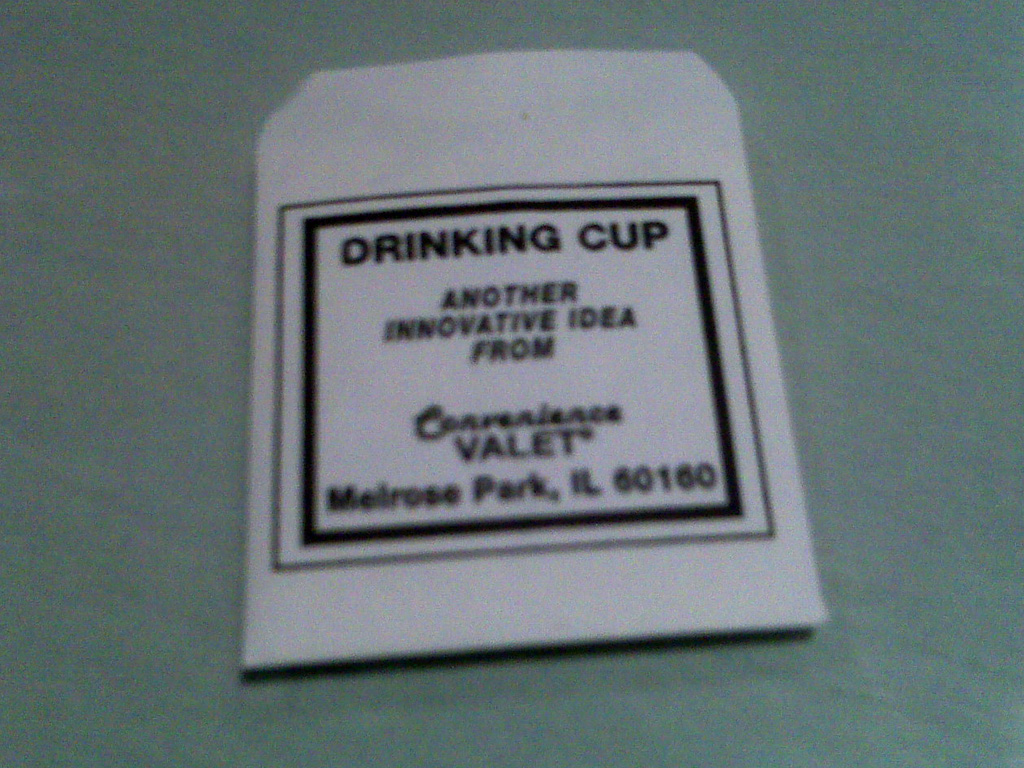 DRINKING CUP
ANOTHER
INNOVATIVE IDEA
FROM
Convenience
VALET®
Melrose Park, IL 60160